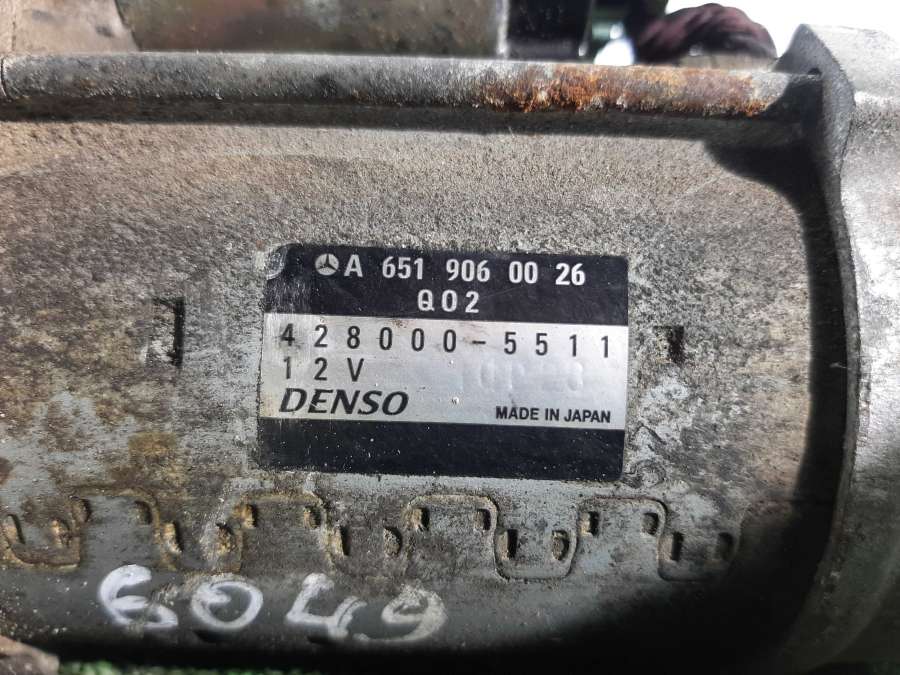 A 651 906 00 26
Q02
428000-5511
12V
DENSO
MADE IN JAPAN
6049